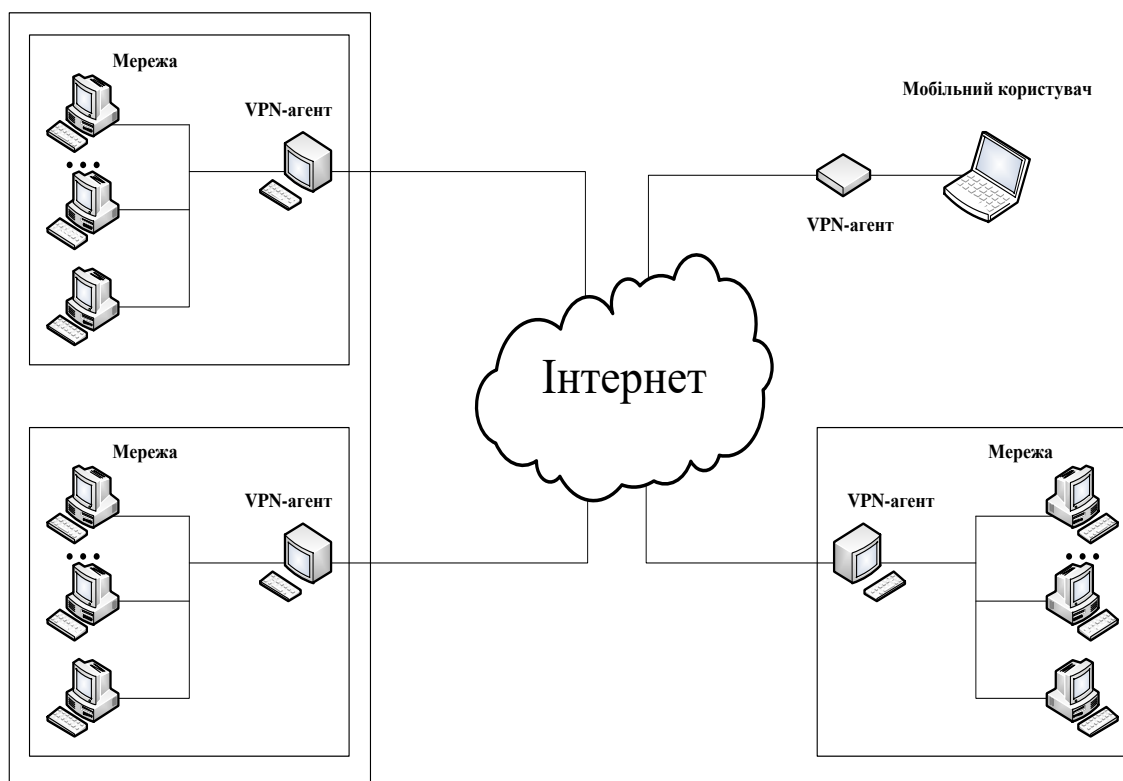 Мережа
VPN-агент
Мобільний користувач
VPN-агент
Інтернет
Мережа
VPN-агент
Мережа
VPN-агент